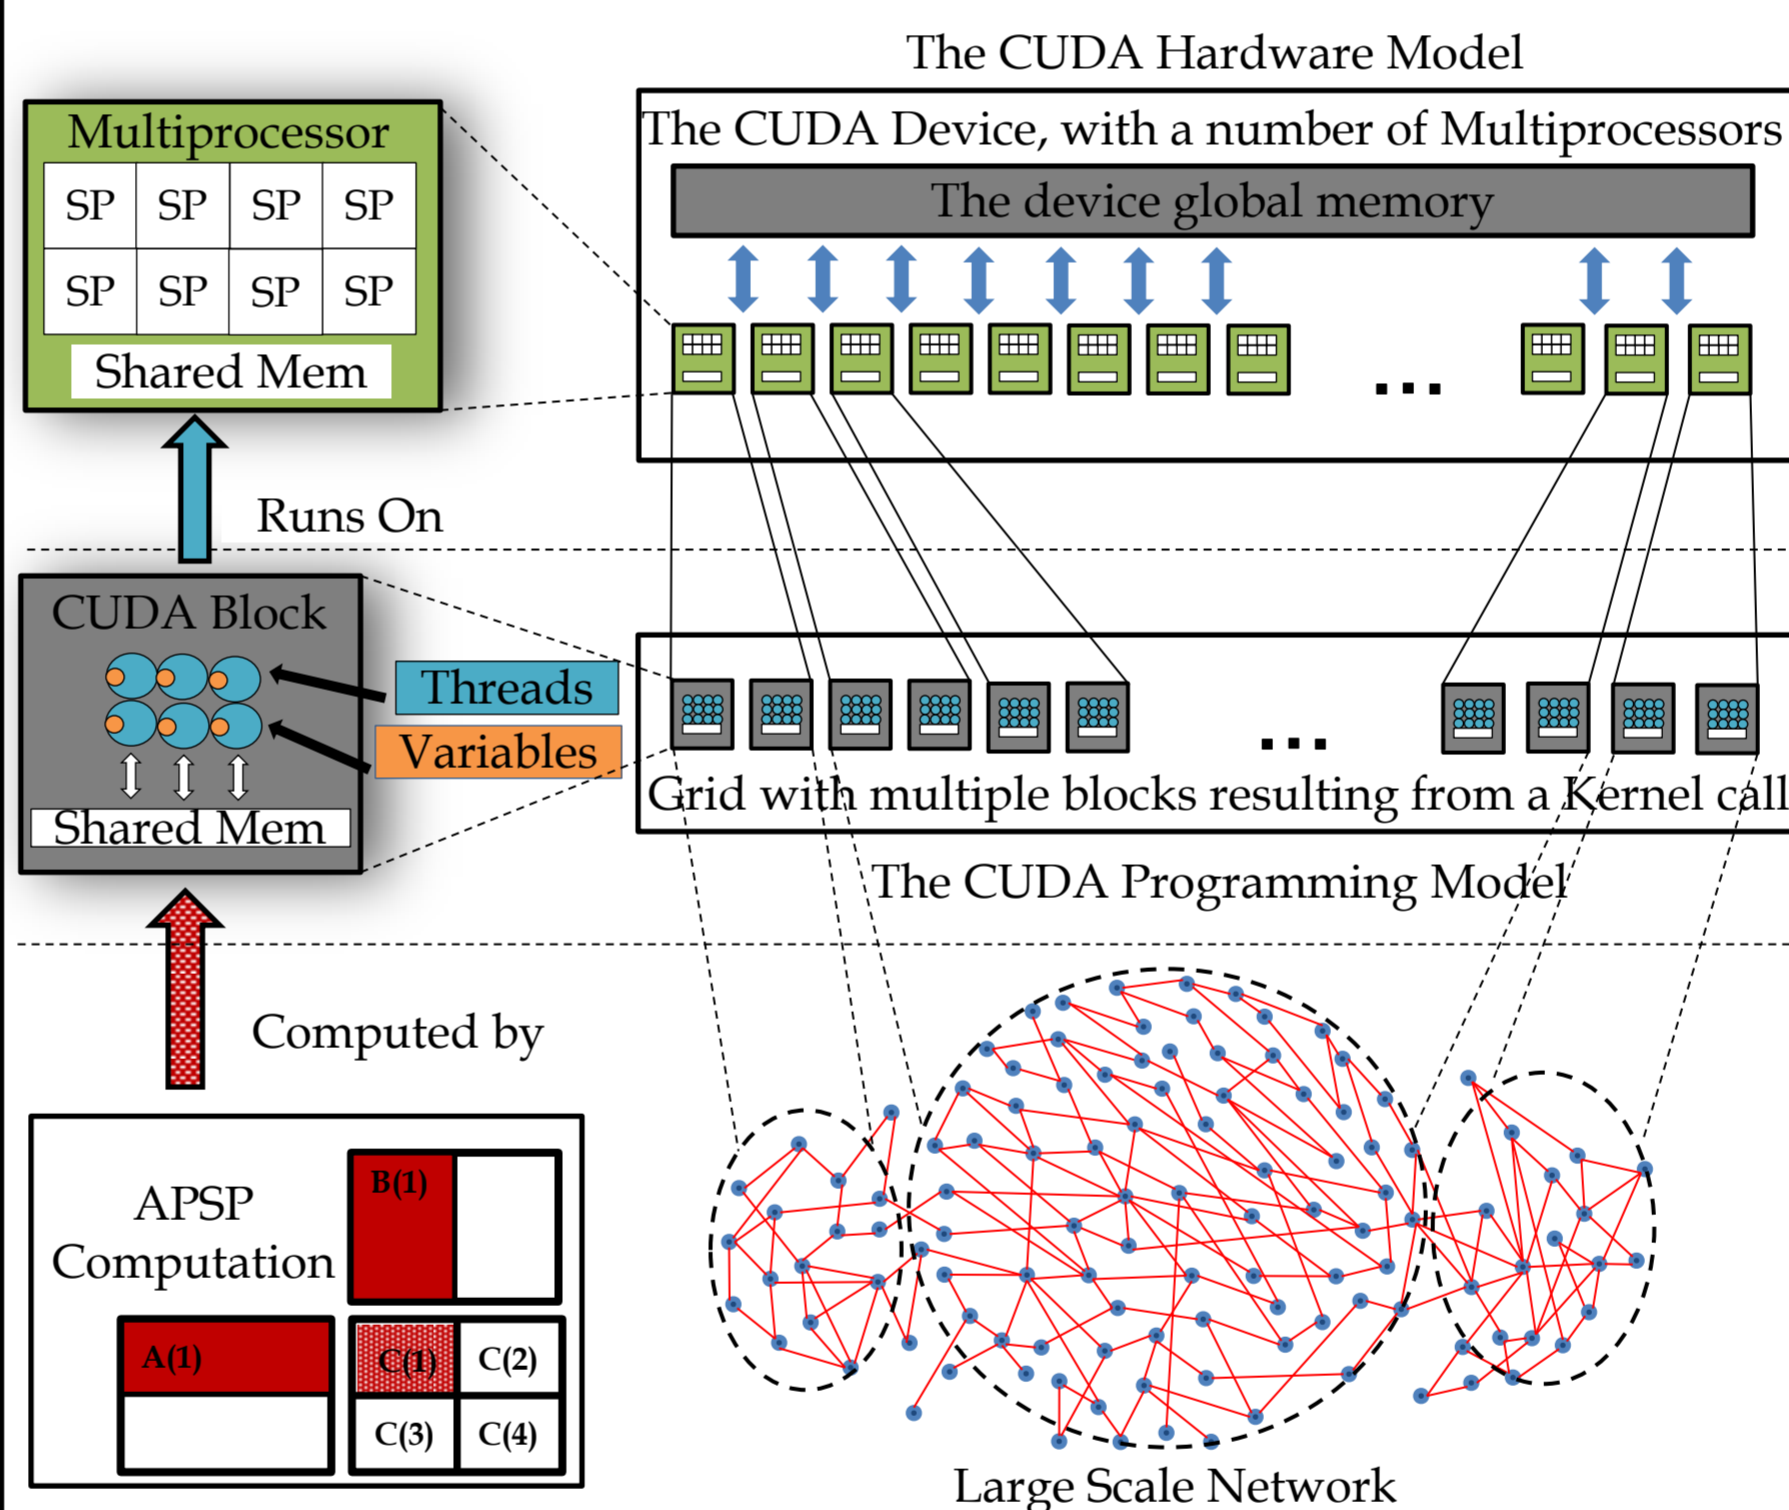 The CUDA Hardware Model
The CUDA Device, with a number of Multiprocessors
The device global memory
...
Multiprocessor
SP SP SP SP
SP SP SP SP
Shared Mem
Runs On
CUDA Block
Threads
Variables
Shared Mem
...
Grid with multiple blocks resulting from a Kernel call
The CUDA Programming Model
Computed by
APSP
Computation
B(1)
A(1)
C(1) C(2)
C(3) C(4)
Large Scale Network